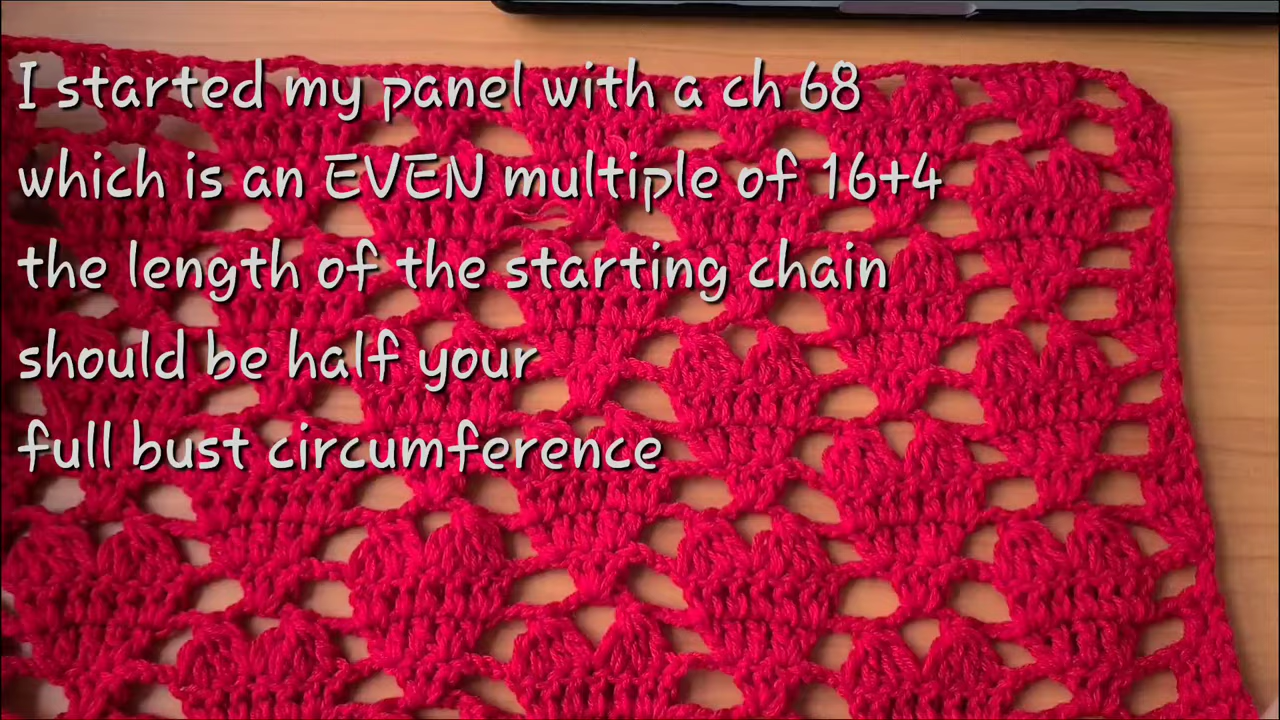 I started my panel with a ch 68
which is an EVEN multiple of 16+4
the length of the starting chain
should be half your
full bust circumference